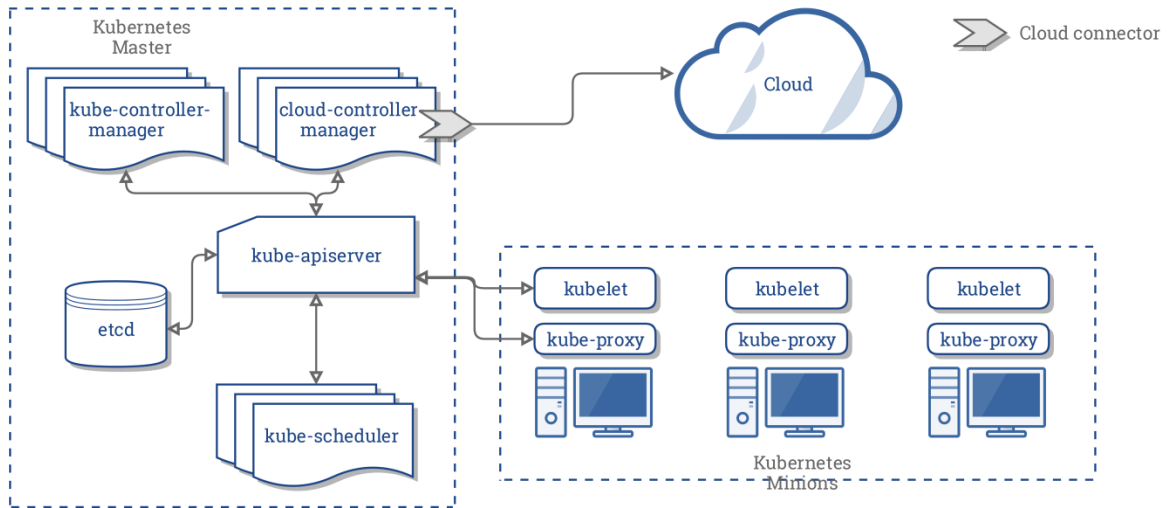 Kubernetes
Master
kube-controller-
manager
cloud-controller
manager
Cloud
Cloud connector
kube-apiserver
etcd
kube-scheduler
kubelet
kubelet
kubelet
kube-proxy
kube-proxy
kube-proxy
Kubernetes
Minions